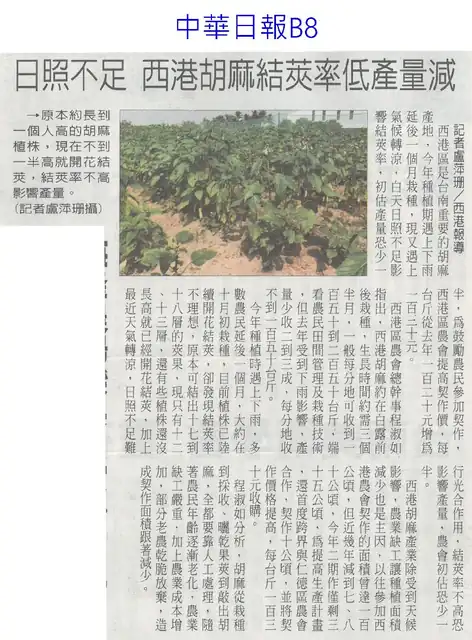 中華日報B8
日照不足 西港胡麻結莢率低產量減
→原本約長到
一個人高的胡麻
植株,現在不到
一半高就開花結
莢,結莢率不高
影響產量。
(記者盧萍珊攝)
記者盧萍珊/西港報導
西港區是台南重要的胡麻
產地,今年種植期遇上下雨
延後一個月栽種,現又遇上
氣候轉涼,白天日照不足影
響結莢率,初估產量恐少一
半,為鼓勵農民參加契作,
西港區農會提高契作價,每
台斤從去年一百二十元增為
一百三十元。
西港區農會總幹事程淑如
指出,西港胡麻約在白露前
後栽種,生長時間約需三個
半月,一般每分地可收到一
百五十到二百五十台斤,端
看農民田間管理及栽種技術
,但去年受到下雨影響,產
量少收二到三成,每分地收
不到一百五十台斤。
今年種植時遇上下雨,多
數農民延後一個月,大約在
十月初栽種,目前植株已陸
續開花結莢,卻發現結莢率
不理想,原本可結出十七到
十八層的莢果,現只有十二
、十三層,還有些植株還沒
長高就已經開花結莢,加上
最近天氣轉涼,日照不足難
行光合作用,結莢率不高恐
影響產量,農會初估恐少一
半。
西港胡麻產業除受到天候
影響,農業缺工讓種植面積
減少也是主因,以往參加西
港農會契作的面積曾達一百
公頃,但近幾年減到七、八
十公頃,今年二期作僅剩三
十五公頃,為提高生產計畫
,還首度跨界與仁德區農會
合作、契作十公頃,並將契
作價格提高,每台斤一百三
十元收購。
程淑如分析,胡麻從栽種
到採收、曬乾果莢到敲出胡
麻,全都要靠人工處理,隨
著農民年齡逐漸老化,農業
缺工嚴重,加上農業成本增
加,部分老農乾脆放棄,造
成契作面積跟著減少。